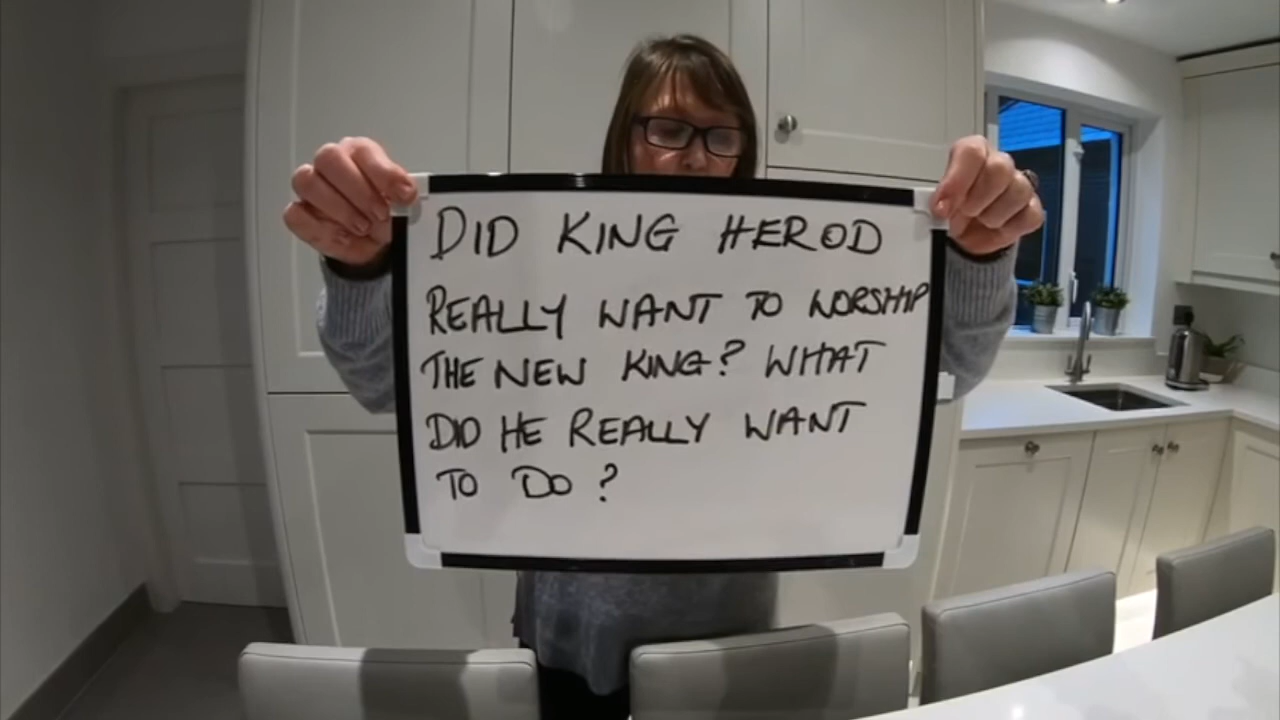 DID KING HEROD
REALLY WANT TO WORSHIP
THE NEW KING? WHAT
DID HE REALLY WANT
TO DO?